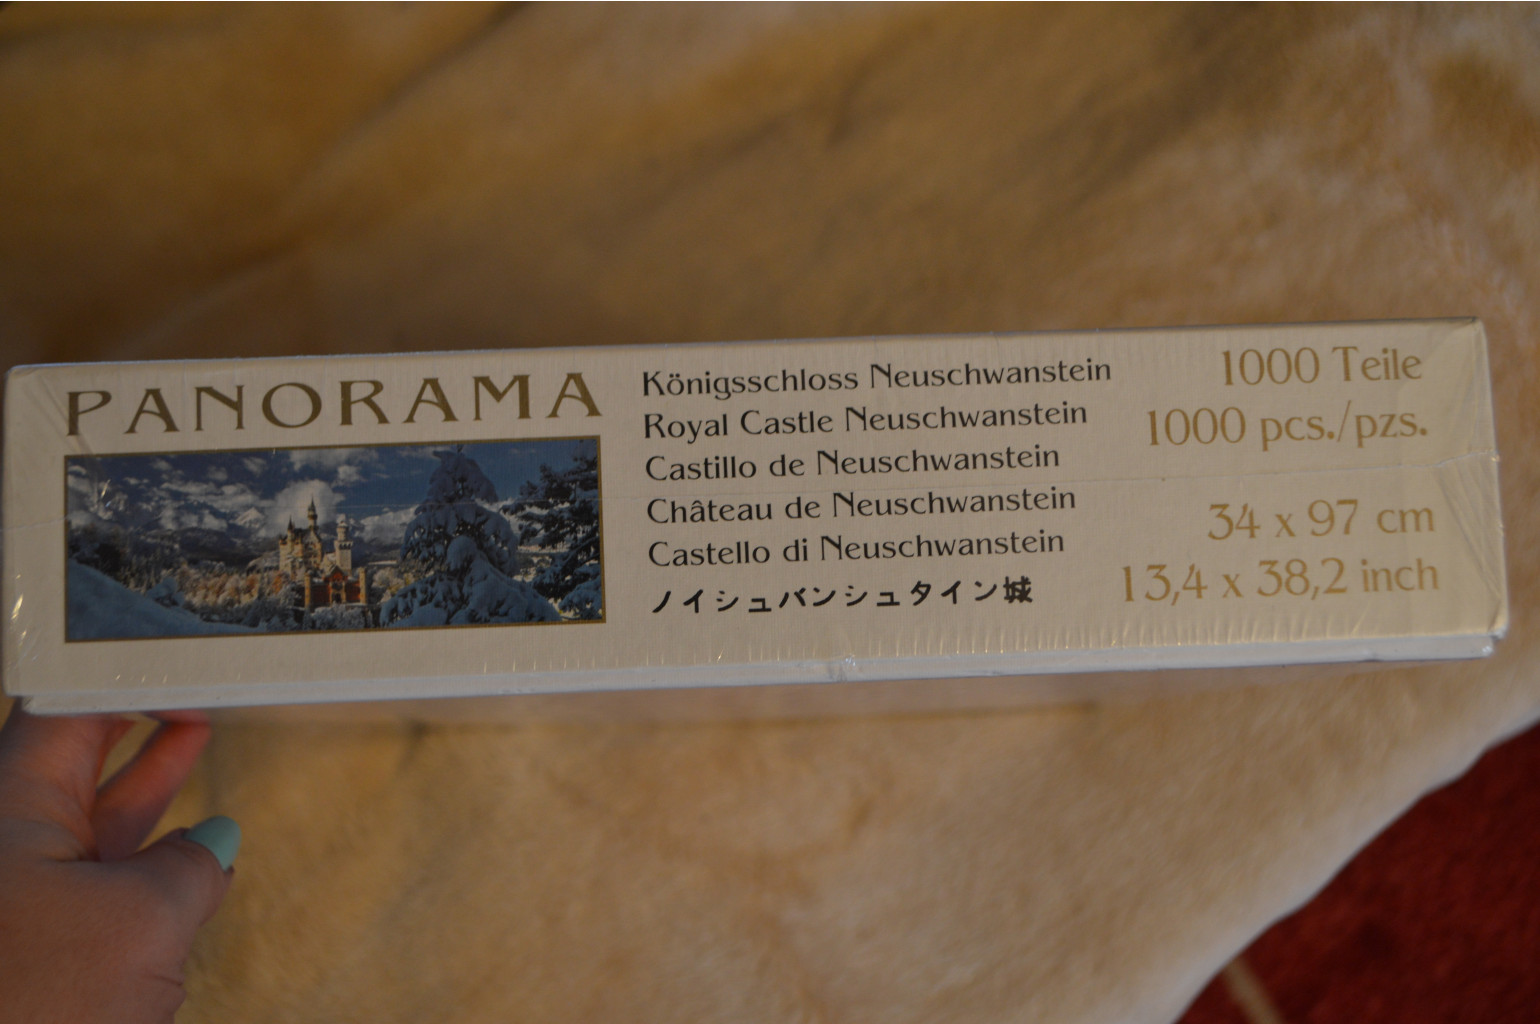 PANORAMA
Königsschloss Neuschwanstein
Royal Castle Neuschwanstein
Castillo de Neuschwanstein
Château de Neuschwanstein
Castello di Neuschwanstein
ノイシュバンシュタイン城
1000 Teile
1000 pcs./pzs.
34 x 97 cm
13,4 x 38,2 inch